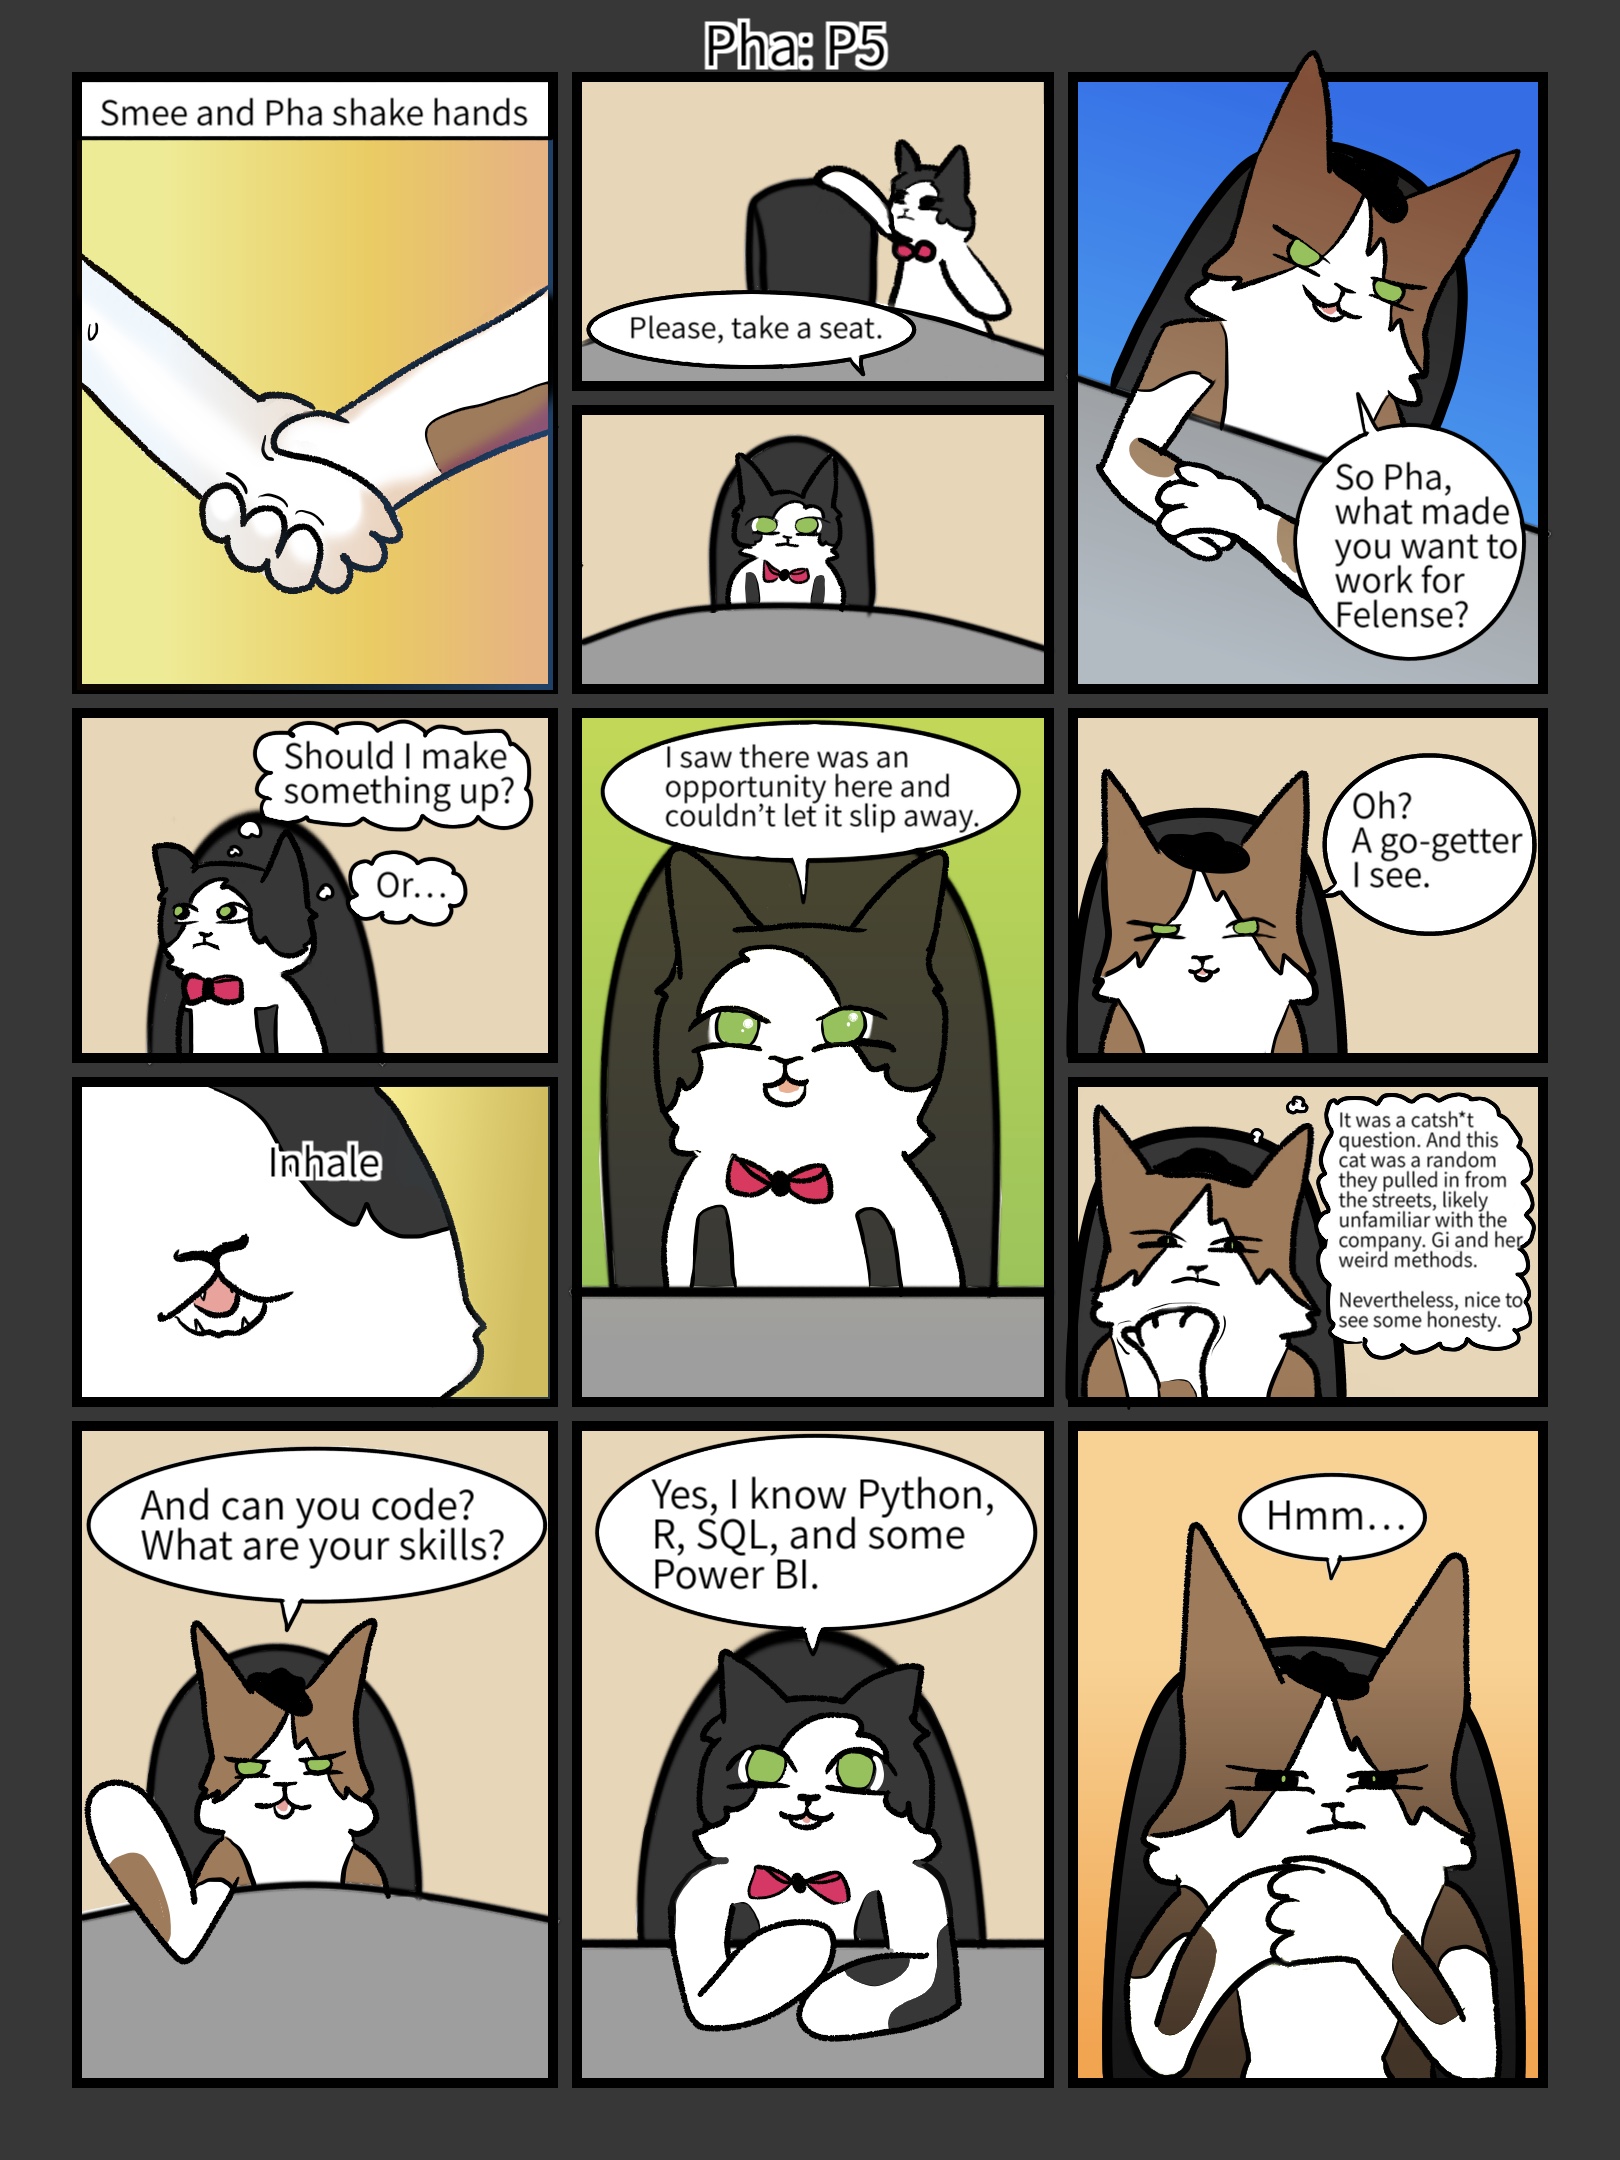 Pha: P5
Smee and Pha shake hands
Please, take a seat.
So Pha,
what made
you want to
work for
Felense?
Should I make
something up?
Or...
Inhale
I saw there was an
opportunity here and
couldn't let it slip away.
Oh?
A go-getter
I see.
It was a catsh*t
question. And this
cat was a random
they pulled in from
the streets, likely
unfamiliar with the
company. Gi and her
weird methods.
Nevertheless, nice to
see some honesty.
And can you code?
What are your skills?
Yes, I know Python,
R, SQL, and some
Power BI.
Hmm...